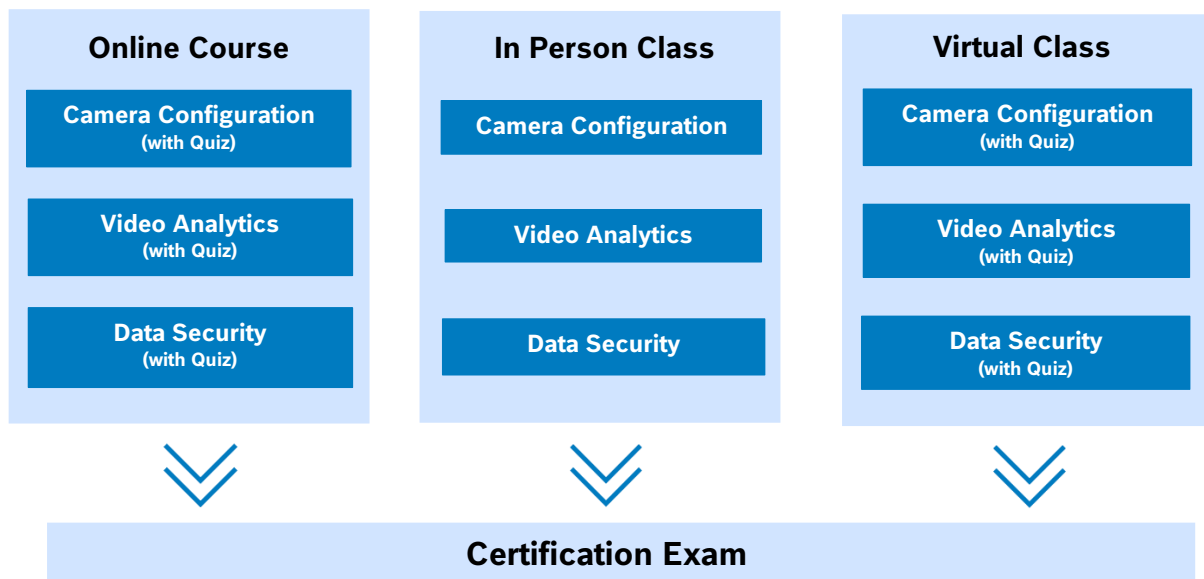 Online Course
Camera Configuration
(with Quiz)
Video Analytics
(with Quiz)
Data Security
(with Quiz)
In Person Class
Camera Configuration
Video Analytics
Data Security
Virtual Class
Camera Configuration
(with Quiz)
Video Analytics
(with Quiz)
Data Security
(with Quiz)
Certification Exam